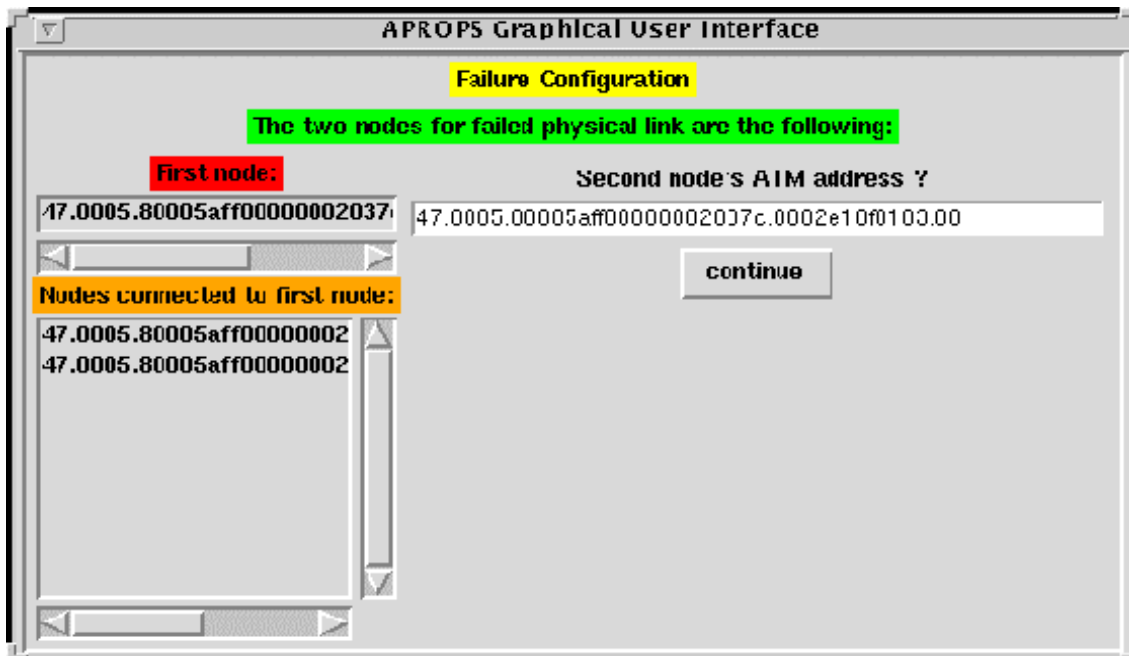 APROPS Graphical User Interface
Failure Configuration
The two nodes for failed physical link are the following:
First node:
47.0005.80005aff00000002037
Second node's ATM address ?
47.0005.80005aff00000002037c.0002e10f0100.00
continue
Nodes connected to first node:
47.0005.80005aff00000002
47.0005.80005aff00000002